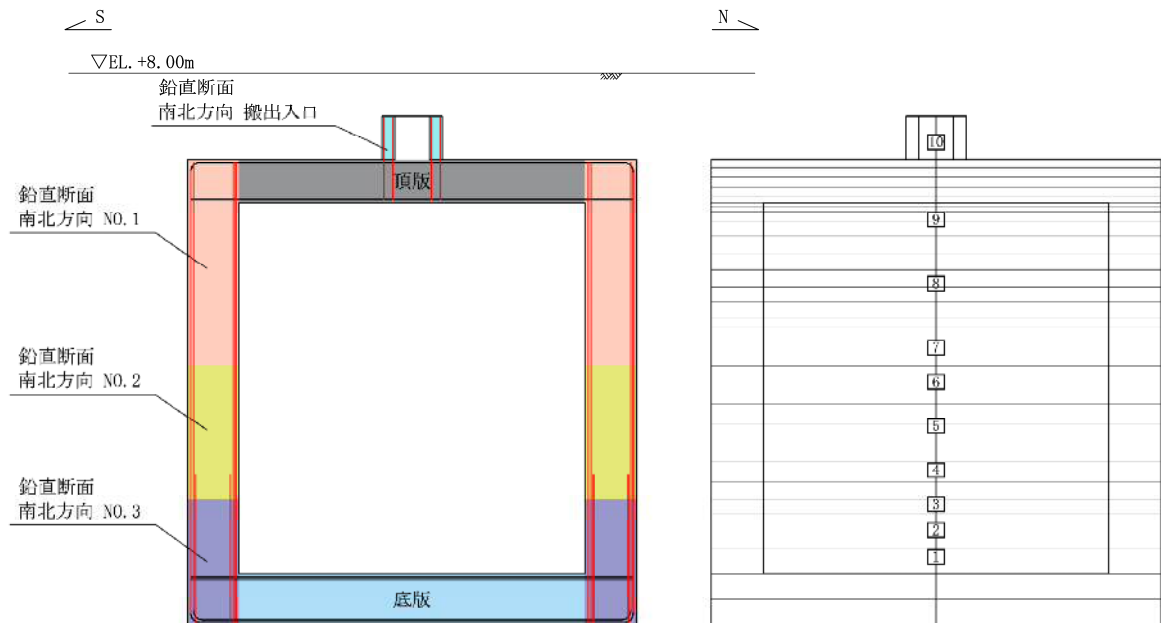 S
N
▽EL.+8.00m
鉛直断面
南北方向 搬出入口
頂版
鉛直断面
南北方向 NO.1
鉛直断面
南北方向 NO.2
鉛直断面
南北方向 NO.3
底版
10
9
8
7
6
5
4
3
2
1